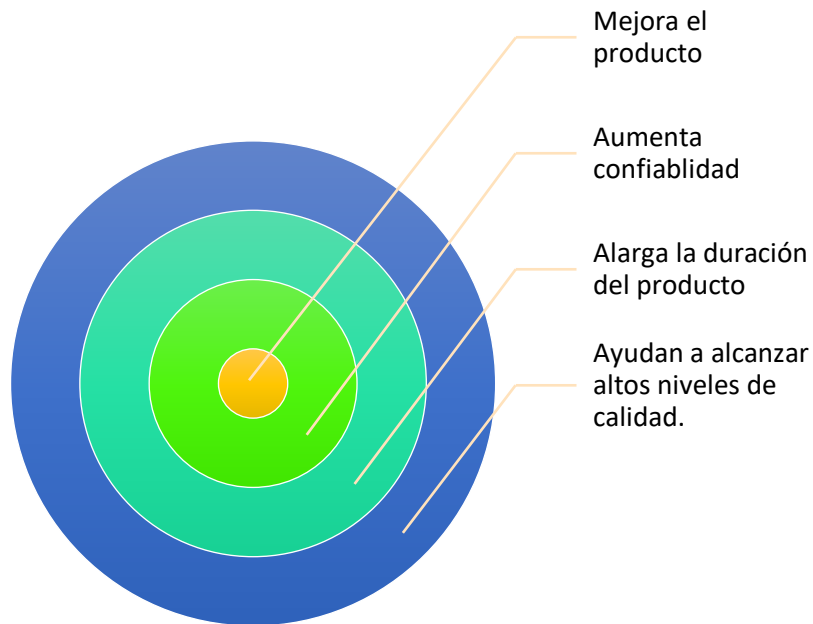 Mejora el
producto
Aumenta
confiablidad
Alarga la duración
del producto
Ayudan a alcanzar
altos niveles de
calidad.